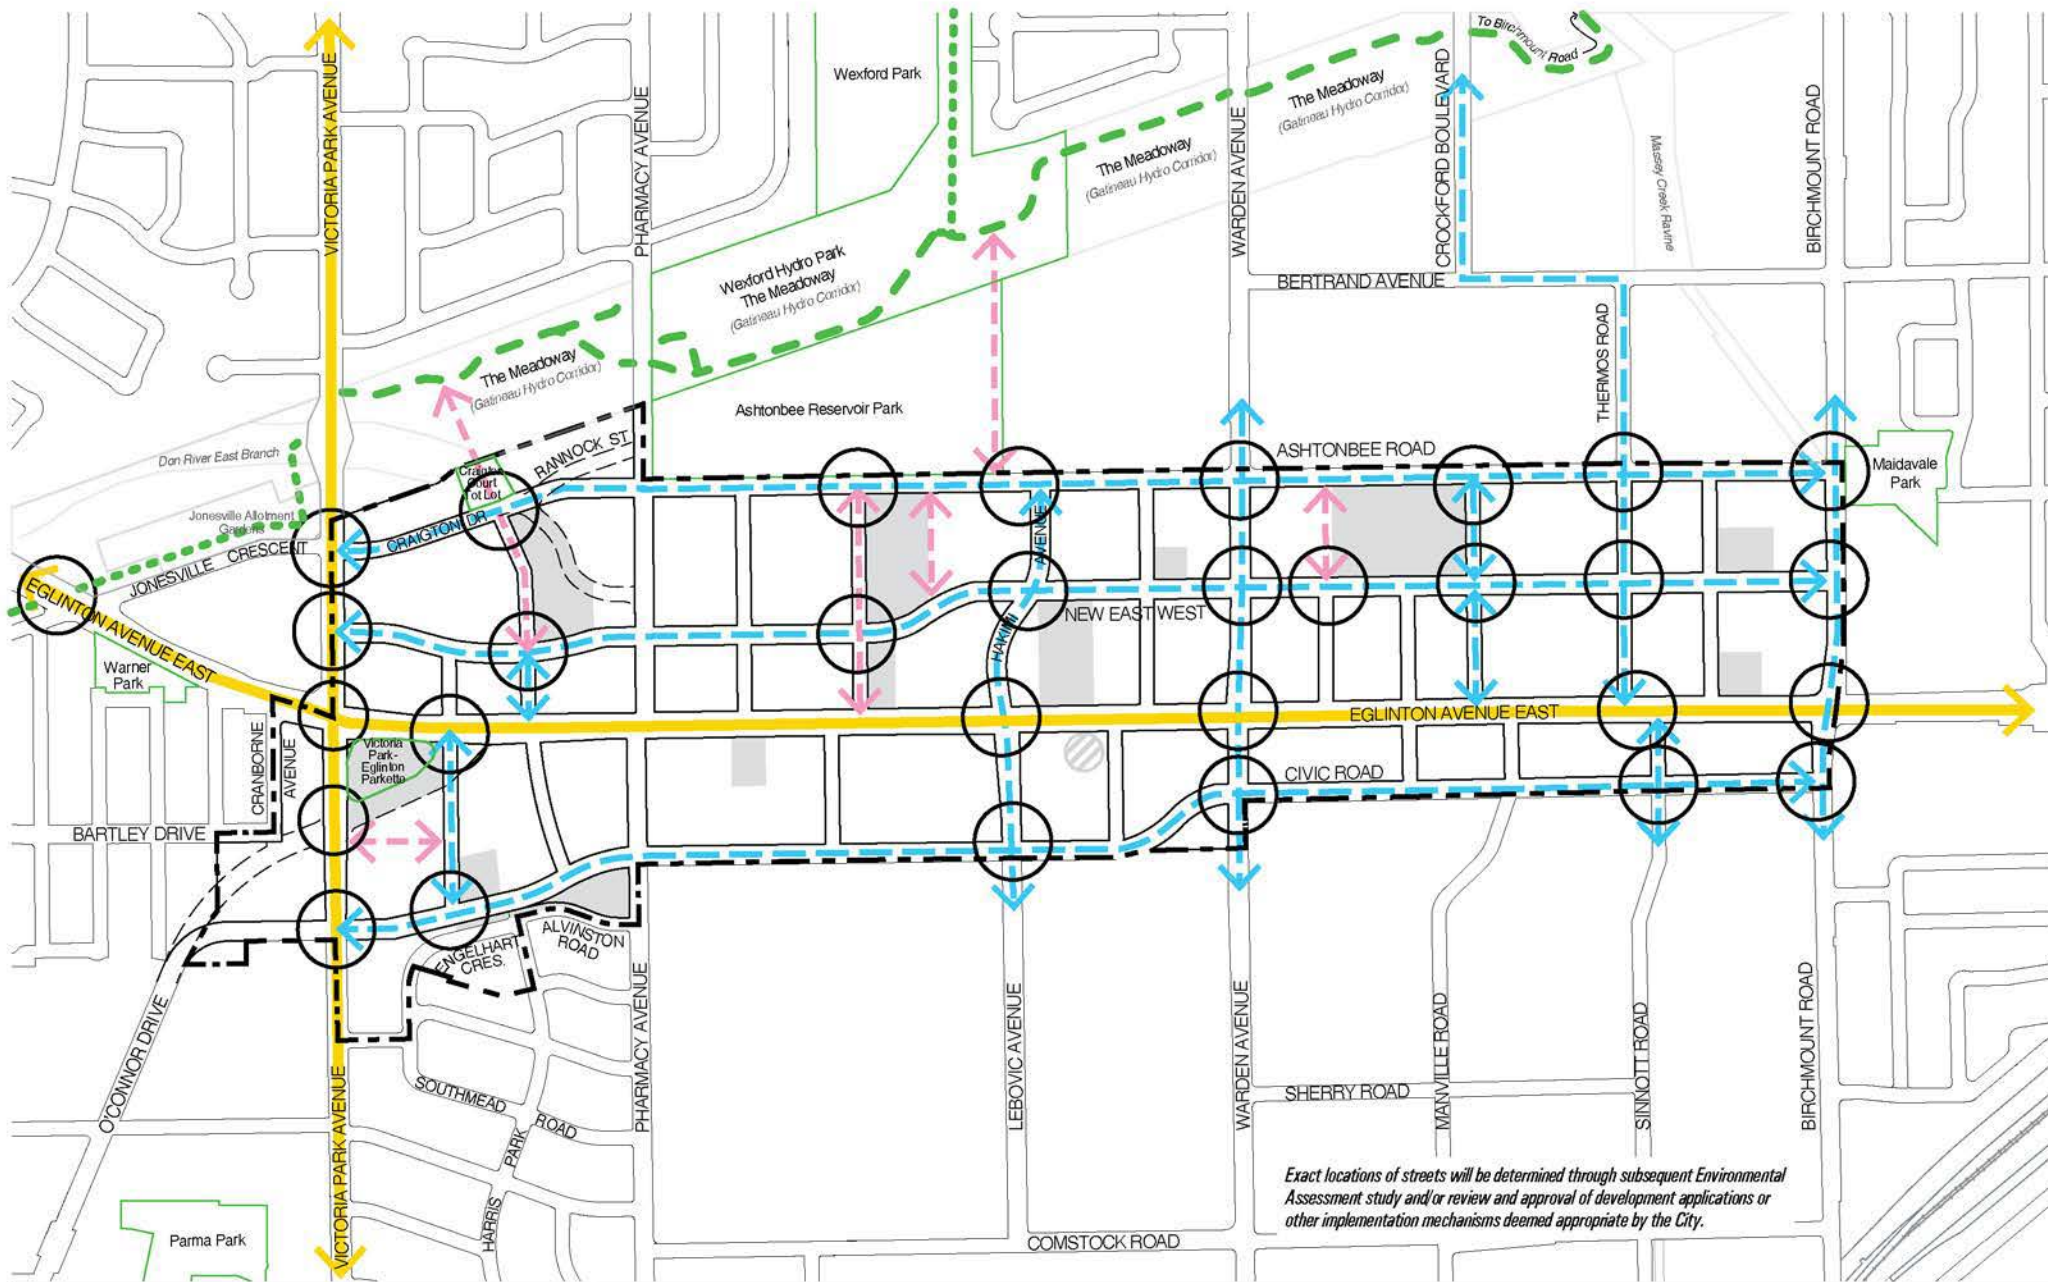 To Birchmount Road
Wexford Park
VICTORIA PARK AVENUE
PHARMACY AVENUE
The Meadoway
(Gatineau Hydro Corridor)
The Meadoway
(Gatineau Hydro Corridor)
WARDEN AVENUE
CROCKFORD BOULEVARD
Massey Creek Ravine
BIRCHMOUNT ROAD
Wexford Hydro Park
The Meadoway
(Gatineau Hydro Corridor)
BERTRAND AVENUE
THERMOS ROAD
The Meadoway
(Gatineau Hydro Corridor)
Ashtonbee Reservoir Park
Don River East Branch
RANNOCK ST.
Craigton
Court
Tot Lot
ASHTONBEE ROAD
Maidavale
Park
Jonesville Allotment
Gardens
JONESVILLE CRESCENT
CRAIGTON DR
HAKIMI AVENUE
NEW EAST WEST
EGLINTON AVENUE EAST
Warner
Park
EGLINTON AVENUE EAST
CRANBORNE
AVENUE
Victoria
Park-
Eglinton
Parkette
CIVIC ROAD
BARTLEY DRIVE
ENGELHART
CRES.
ALVINSTON
ROAD
O'CONNOR DRIVE
VICTORIA PARK AVENUE
SOUTHMEAD ROAD
HARRIS PARK
PHARMACY AVENUE
LEBOVIC AVENUE
WARDEN AVENUE
SHERRY ROAD
MANVILLE ROAD
SINNOTT ROAD
BIRCHMOUNT ROAD
Parma Park
COMSTOCK ROAD
Exact locations of streets will be determined through subsequent Environmental
Assessment study and/or review and approval of development applications or
other implementation mechanisms deemed appropriate by the City.